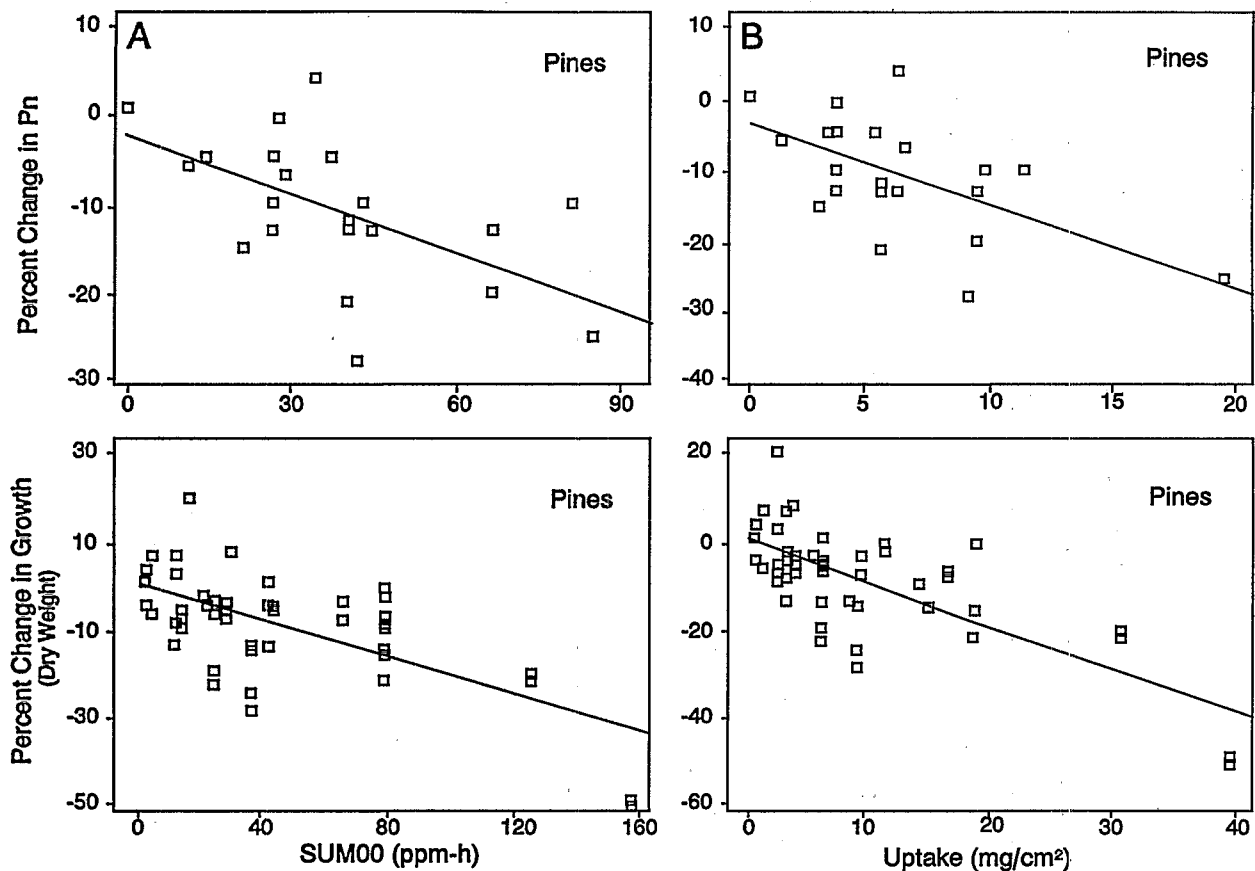 A
Pines
10
0
-10
-20
-30
Percent Change in Pn
0 30 60 90
B
Pines
10
0
-10
-20
-30
-40
0 5 10 15 20
Pines
30
10
-10
-30
-50
Percent Change in Growth
(Dry Weight)
0 40 80 120 160
SUM00 (ppm-h)
Pines
20
0
-20
-40
-60
0 10 20 30 40
Uptake (mg/cm²)